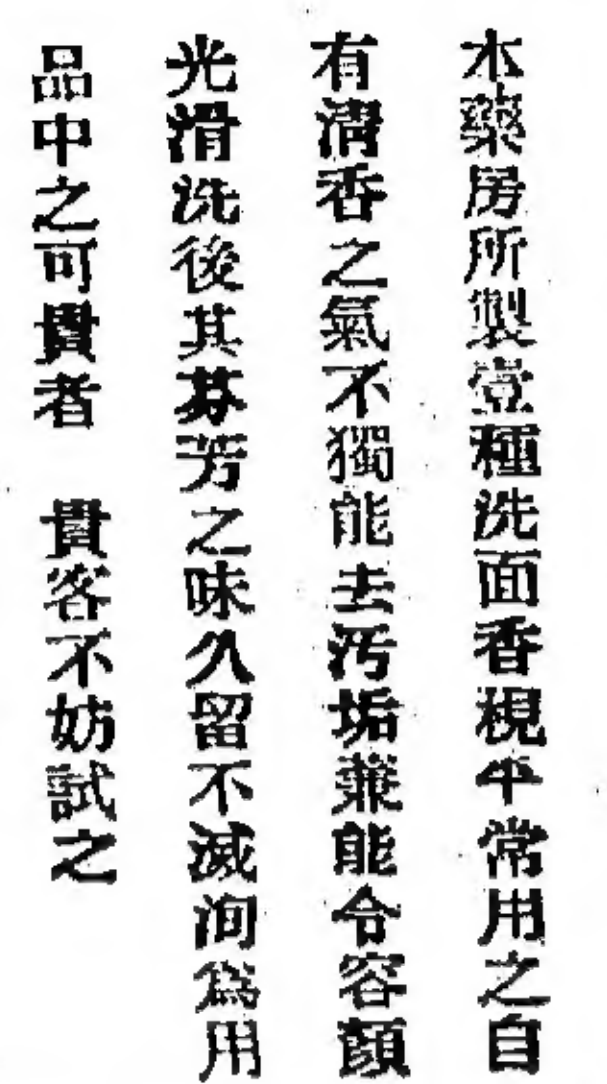 本藥房所製壹種洗面香梘平常用之自
有清香之氣不獨能去污垢兼能令容顏
光滑洗後其芬芳之味久留不滅洵爲用
品中之可貴者　貴客不妨試之